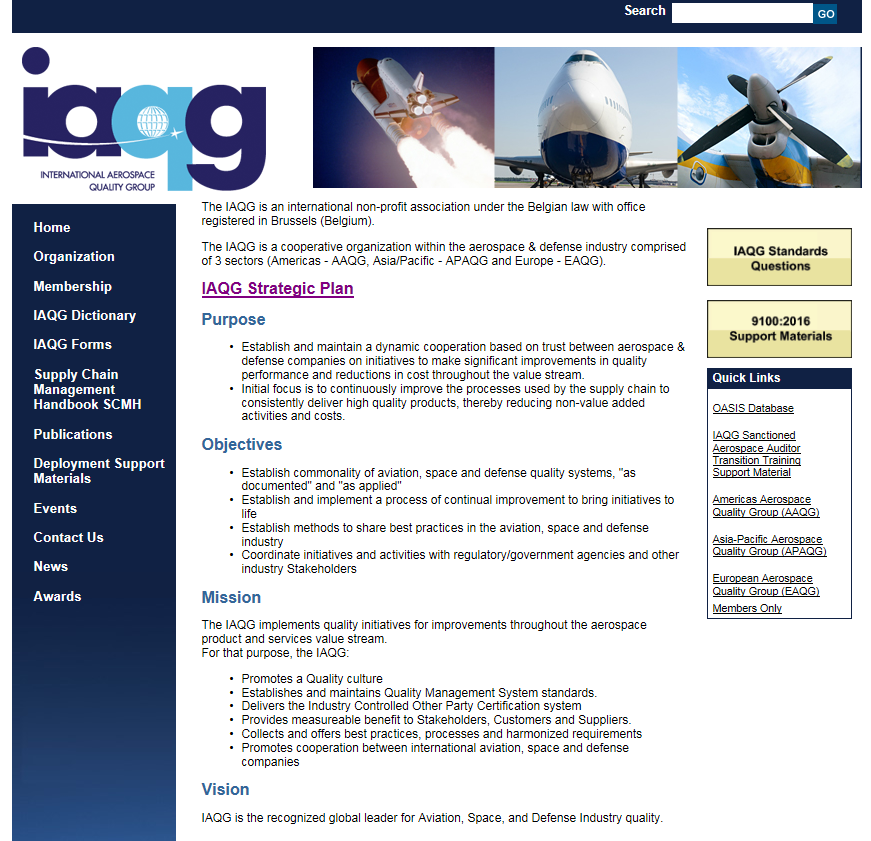 Search GO
iaqg
INTERNATIONAL AEROSPACE
QUALITY GROUP
Home
Organization
Membership
IAQG Dictionary
IAQG Forms
Supply Chain
Management
Handbook SCMH
Publications
Deployment Support
Materials
Events
Contact Us
News
Awards
The IAQG is an international non-profit association under the Belgian law with office
registered in Brussels (Belgium).
The IAQG is a cooperative organization within the aerospace & defense industry comprised
of 3 sectors (Americas - AAQG, Asia/Pacific - APAQG and Europe - EAQG).
IAQG Strategic Plan
Purpose
• Establish and maintain a dynamic cooperation based on trust between aerospace &
defense companies on initiatives to make significant improvements in quality
performance and reductions in cost throughout the value stream.
• Initial focus is to continuously improve the processes used by the supply chain to
consistently deliver high quality products, thereby reducing non-value added
activities and costs.
Objectives
• Establish commonality of aviation, space and defense quality systems, "as
documented" and "as applied"
• Establish and implement a process of continual improvement to bring initiatives to
life
• Establish methods to share best practices in the aviation, space and defense
industry
• Coordinate initiatives and activities with regulatory/government agencies and other
industry Stakeholders
Mission
The IAQG implements quality initiatives for improvements throughout the aerospace
product and services value stream.
For that purpose, the IAQG:
• Promotes a Quality culture
• Establishes and maintains Quality Management System standards.
• Delivers the Industry Controlled Other Party Certification system
• Provides measureable benefit to Stakeholders, Customers and Suppliers.
• Collects and offers best practices, processes and harmonized requirements
• Promotes cooperation between international aviation, space and defense
companies
Vision
IAQG is the recognized global leader for Aviation, Space, and Defense Industry quality.
IAQG Standards
Questions
9100:2016
Support Materials
Quick Links
OASIS Database
IAQG Sanctioned
Aerospace Auditor
Transition Training
Support Material
Americas Aerospace
Quality Group (AAQG)
Asia-Pacific Aerospace
Quality Group (APAQG)
European Aerospace
Quality Group (EAQG)
Members Only